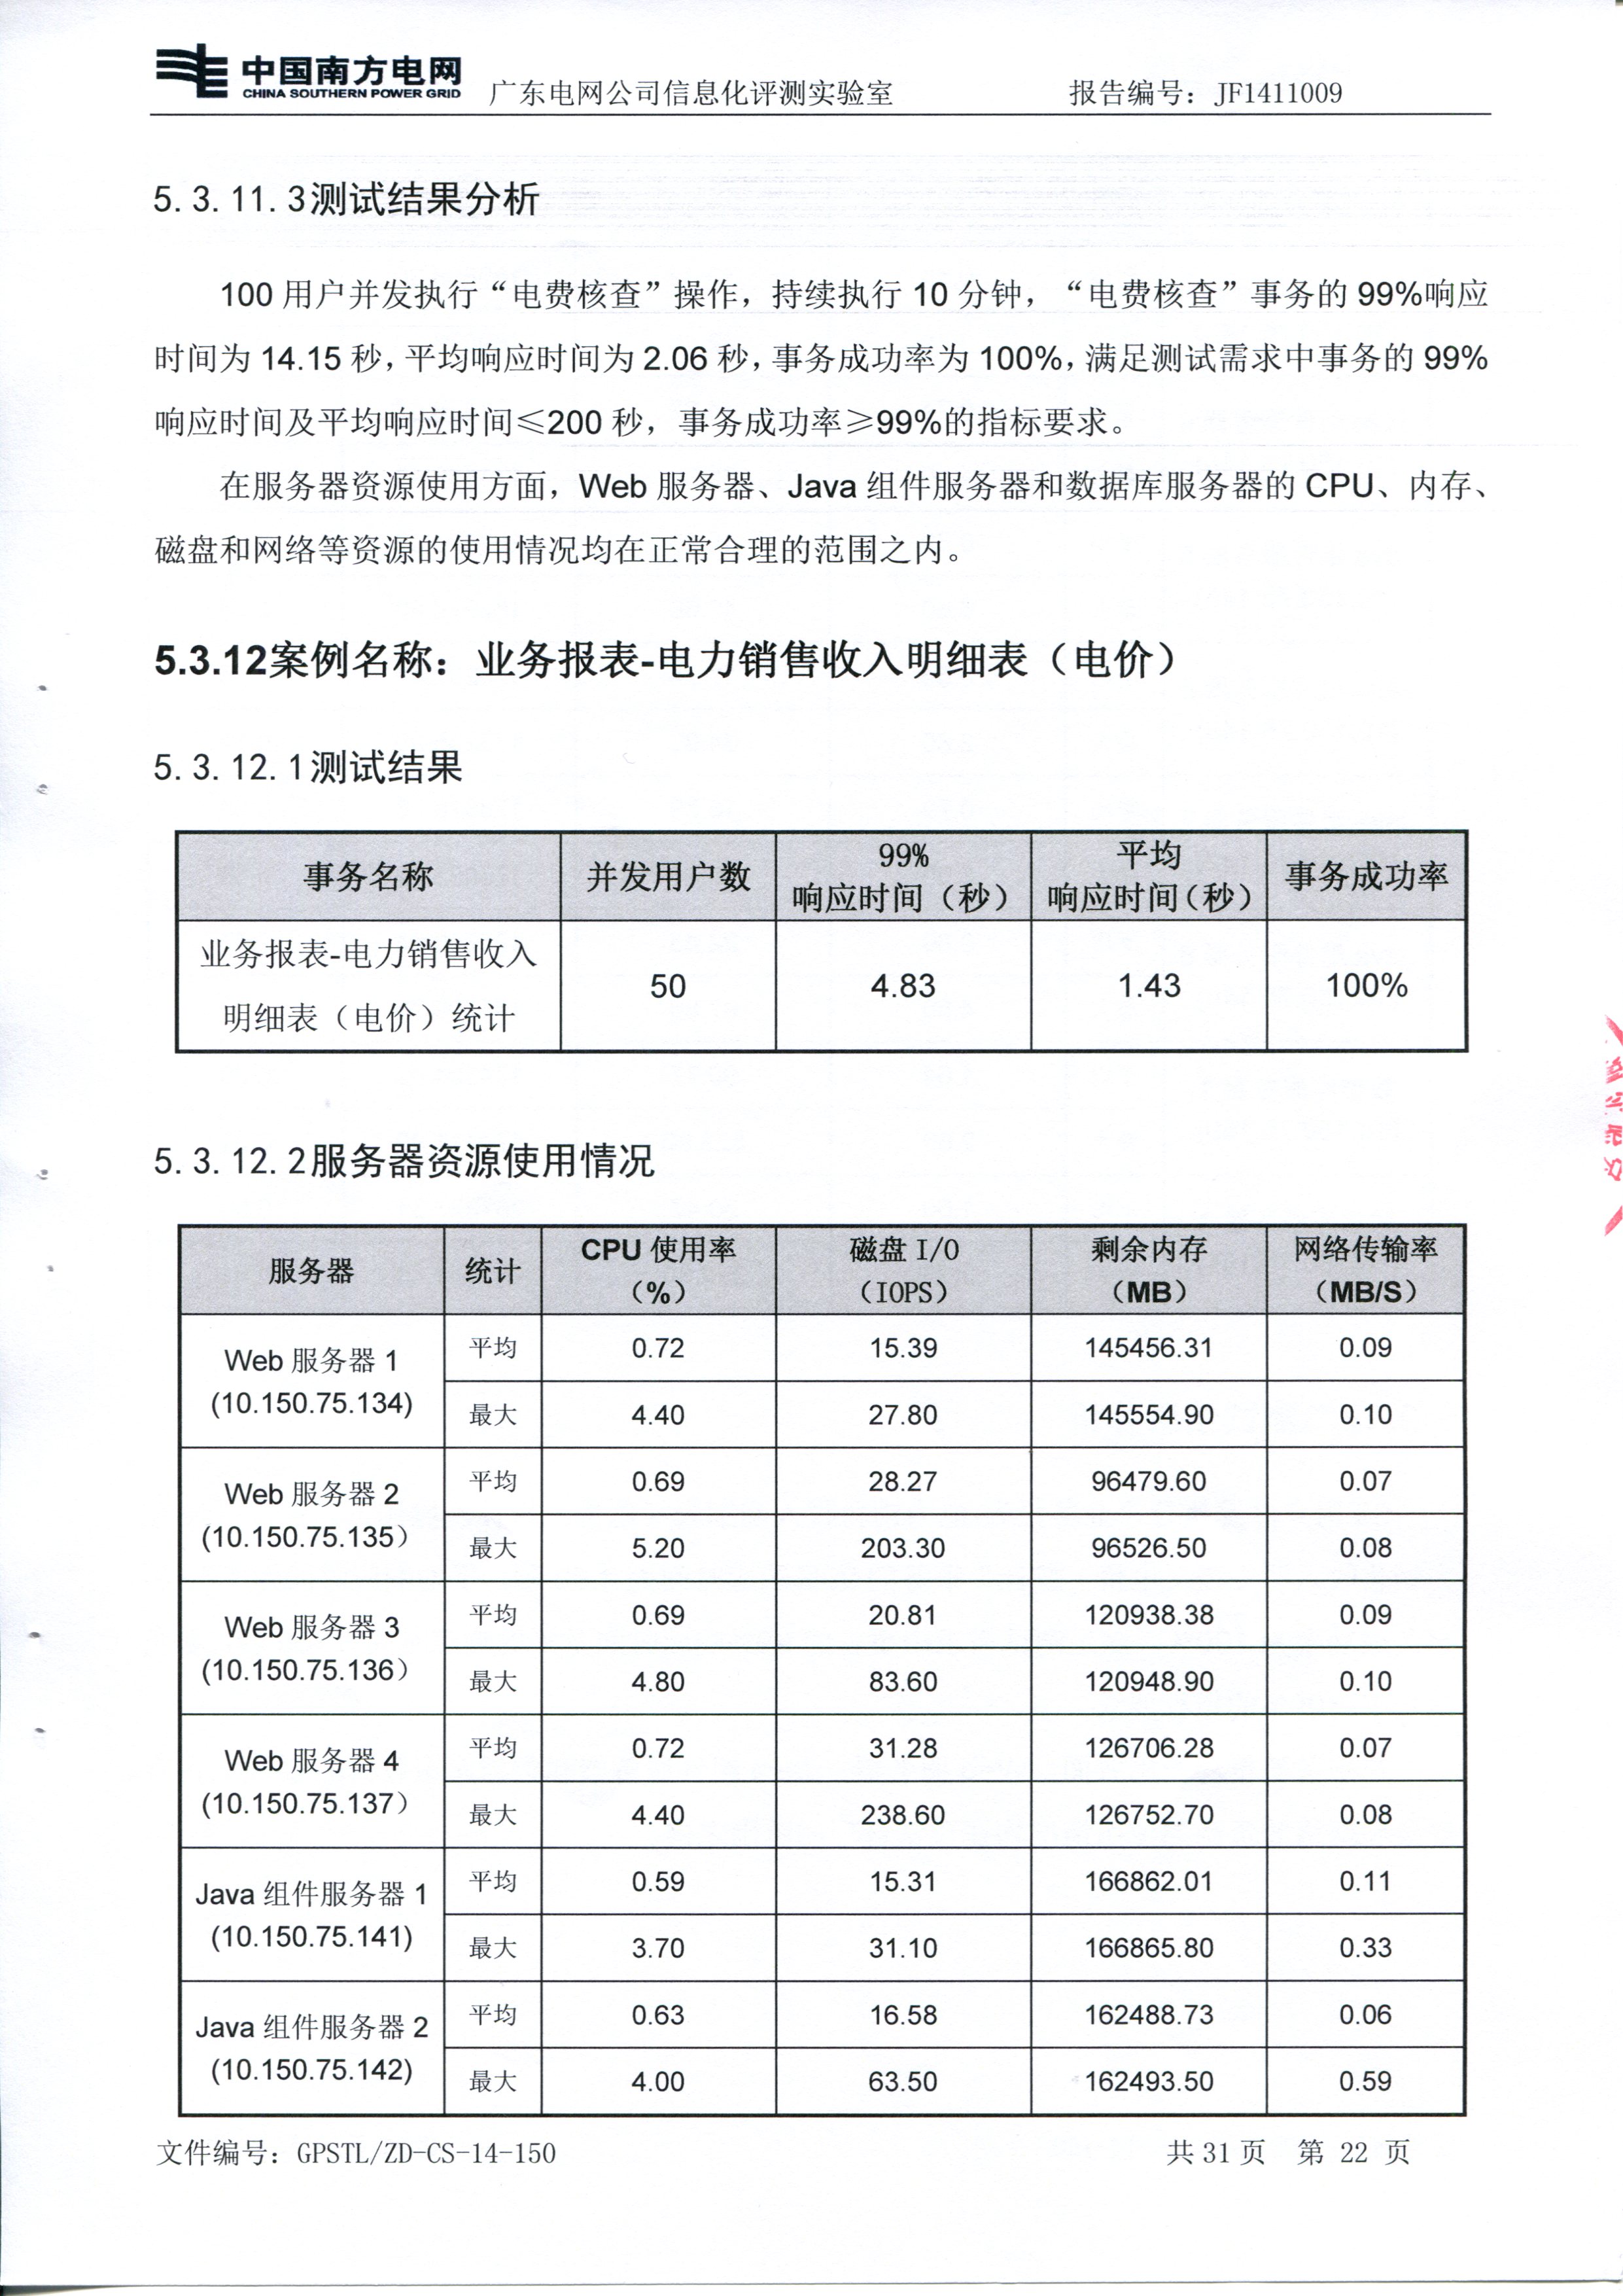 中国南方电网
CHINA SOUTHERN POWER GRID
广东电网公司信息化评测实验室 报告编号：JF1411009
5.3.11.3测试结果分析
100 用户并发执行“电费核查”操作，持续执行 10 分钟，“电费核查”事务的 99%响应
时间为 14.15 秒，平均响应时间为 2.06 秒，事务成功率为 100%，满足测试需求中事务的 99%
响应时间及平均响应时间≤200 秒，事务成功率≥99%的指标要求。
在服务器资源使用方面，Web 服务器、Java 组件服务器和数据库服务器的 CPU、内存、
磁盘和网络等资源的使用情况均在正常合理的范围之内。
5.3.12案例名称：业务报表-电力销售收入明细表（电价）
5.3.12.1测试结果
事务名称 并发用户数 99% 响应时间（秒） 平均 响应时间（秒） 事务成功率
业务报表-电力销售收入
明细表（电价）统计 50 4.83 1.43 100%
5.3.12.2服务器资源使用情况
服务器 统计 CPU 使用率（%） 磁盘 I/O（IOPS） 剩余内存（MB） 网络传输率（MB/S）
Web 服务器 1
(10.150.75.134)
平均 0.72 15.39 145456.31 0.09
最大 4.40 27.80 145554.90 0.10
Web 服务器 2
(10.150.75.135）
平均 0.69 28.27 96479.60 0.07
最大 5.20 203.30 96526.50 0.08
Web 服务器 3
(10.150.75.136）
平均 0.69 20.81 120938.38 0.09
最大 4.80 83.60 120948.90 0.10
Web 服务器 4
(10.150.75.137）
平均 0.72 31.28 126706.28 0.07
最大 4.40 238.60 126752.70 0.08
Java 组件服务器 1
(10.150.75.141)
平均 0.59 15.31 166862.01 0.11
最大 3.70 31.10 166865.80 0.33
Java 组件服务器 2
(10.150.75.142)
平均 0.63 16.58 162488.73 0.06
最大 4.00 63.50 162493.50 0.59
文件编号：GPSTL/ZD-CS-14-150 共 31 页 第 22 页